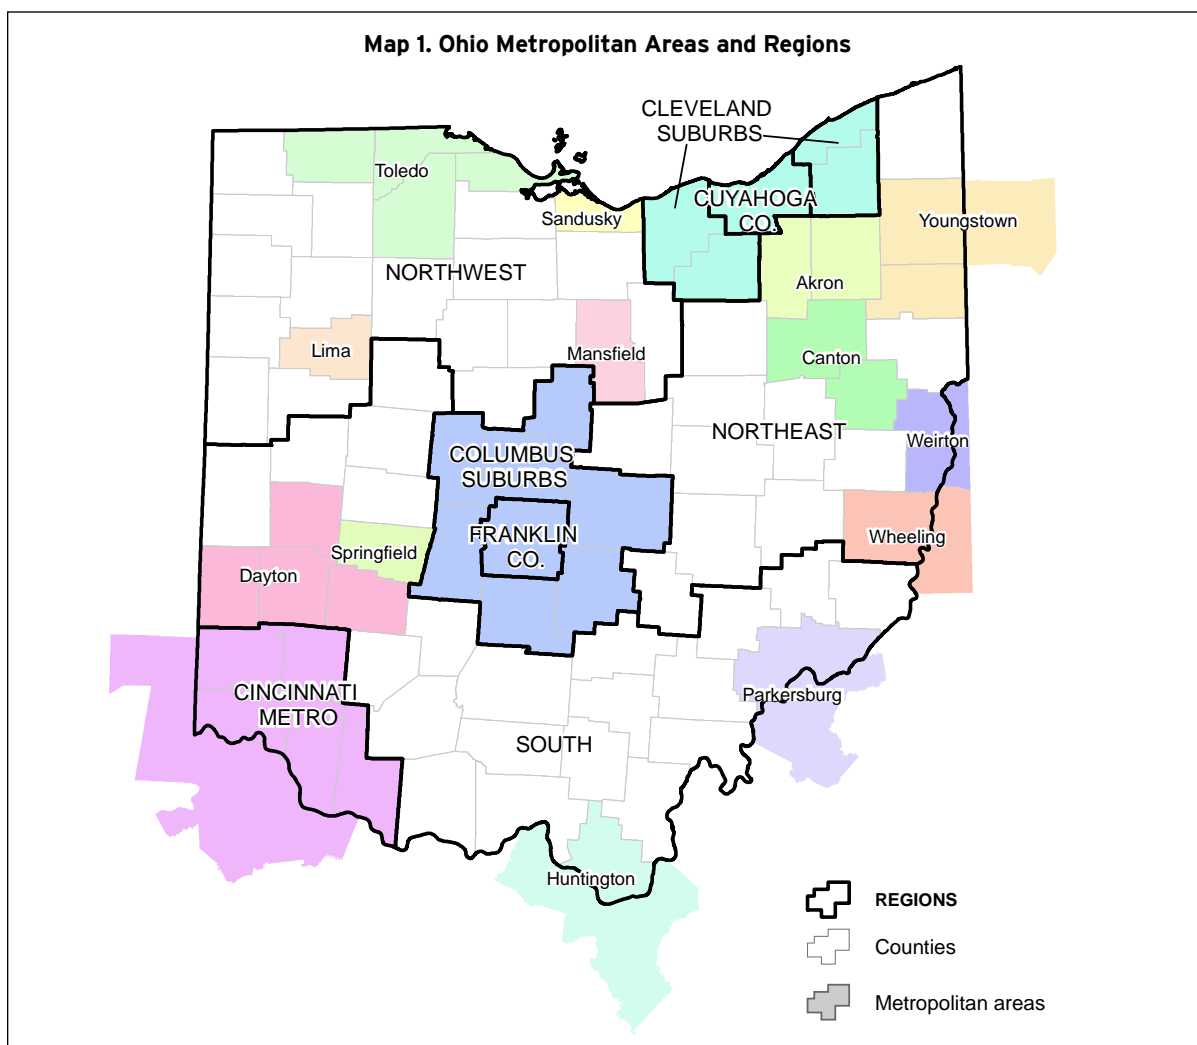 Map 1. Ohio Metropolitan Areas and Regions
CLEVELAND
SUBURBS
Toledo
CUYAHOGA
CO.
Sandusky
Youngstown
NORTHWEST
Akron
Lima
Mansfield
Canton
NORTHEAST
Weirton
COLUMBUS
SUBURBS
FRANKLIN
CO.
Wheeling
Springfield
Dayton
CINCINNATI
METRO
Parkersburg
SOUTH
Huntington
REGIONS
Counties
Metropolitan areas